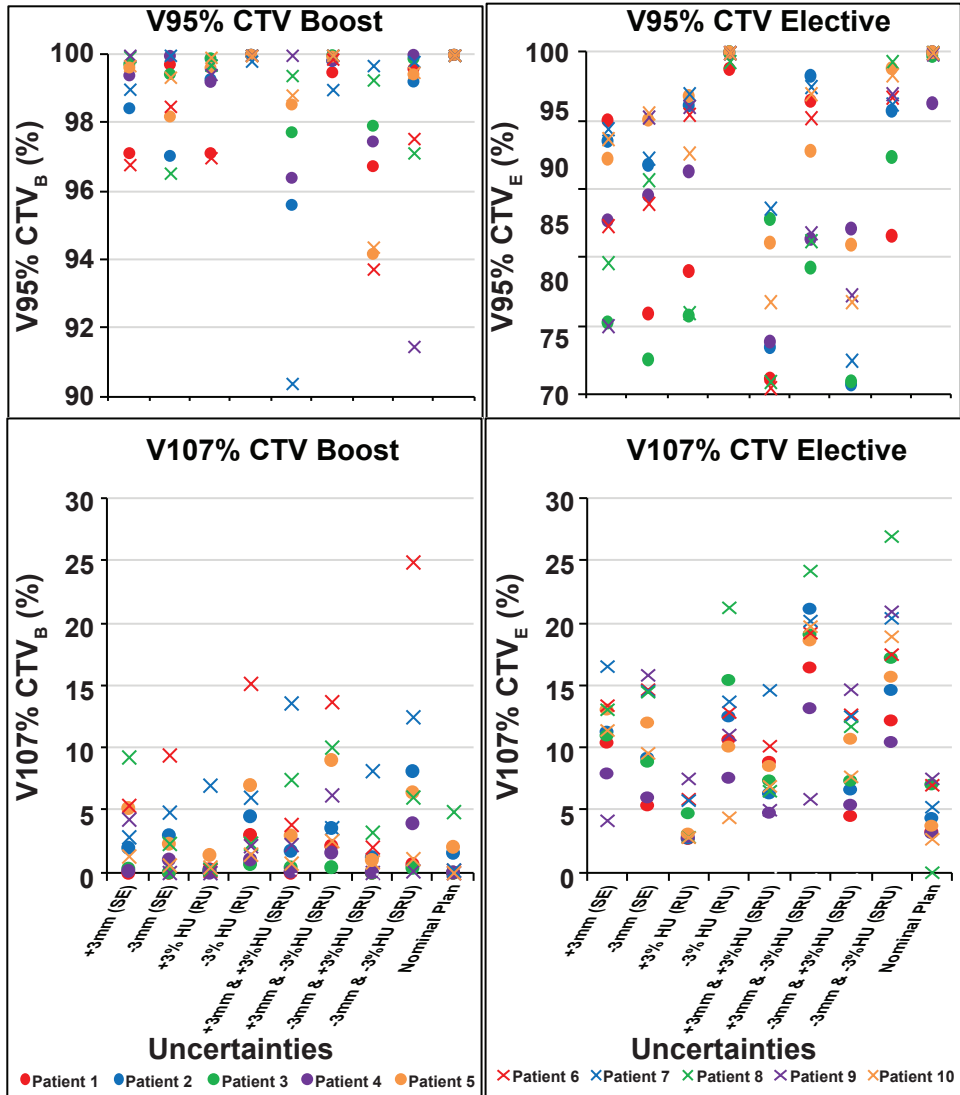 V95% CTV Boost
V95% CTV_B (%)
100
98
96
94
92
90
V95% CTV Elective
V95% CTV_E (%)
100
95
90
85
80
75
70
V107% CTV Boost
V107% CTV_B (%)
30
25
20
15
10
5
0
+3mm (SE)
-3mm (SE)
+3% HU (RU)
-3% HU (RU)
+3mm & +3%HU (SRU)
+3mm & -3%HU (SRU)
-3mm & +3%HU (SRU)
-3mm & -3%HU (SRU)
Nominal Plan
Uncertainties
V107% CTV Elective
V107% CTV_E (%)
30
25
20
15
10
5
0
+3mm (SE)
-3mm (SE)
+3% HU (RU)
-3% HU (RU)
+3mm & +3%HU (SRU)
+3mm & -3%HU (SRU)
-3mm & +3%HU (SRU)
-3mm & -3%HU (SRU)
Nominal Plan
Uncertainties
Patient 1 Patient 2 Patient 3 Patient 4 Patient 5
Patient 6 Patient 7 Patient 8 Patient 9 Patient 10